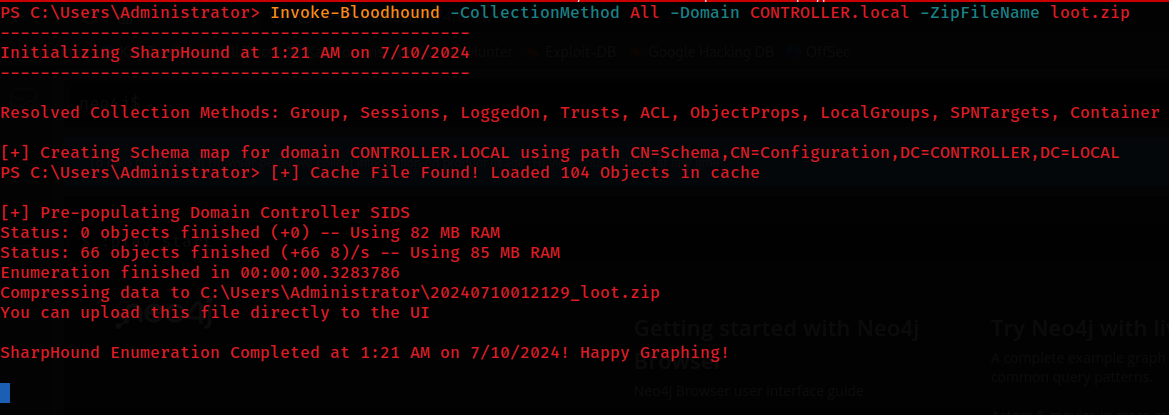 PS C:\Users\Administrator> Invoke-Bloodhound -CollectionMethod All -Domain CONTROLLER.local -ZipFileName loot.zip
-----------------------------------------------
Initializing SharpHound at 1:21 AM on 7/10/2024
Exploit-DB Google Hacking DB OffSec
-----------------------------------------------
Resolved Collection Methods: Group, Sessions, LoggedOn, Trusts, ACL, ObjectProps, LocalGroups, SPNTargets, Container
[+] Creating Schema map for domain CONTROLLER.LOCAL using path CN=Schema,CN=Configuration,DC=CONTROLLER,DC=LOCAL
PS C:\Users\Administrator> [+] Cache File Found! Loaded 104 Objects in cache
[+] Pre-populating Domain Controller SIDS
Status: 0 objects finished (+0) -- Using 82 MB RAM
Status: 66 objects finished (+66 8)/s -- Using 85 MB RAM
Enumeration finished in 00:00:00.3283786
Compressing data to C:\Users\Administrator\20240710012129_loot.zip
You can upload this file directly to the UI
neo4j
Getting started with Neo4j Browser
Try Neo4j with li
SharpHound Enumeration Completed at 1:21 AM on 7/10/2024! Happy Graphing!
A complete example graph
common query patterns.
Neo4j Browser user interface guide